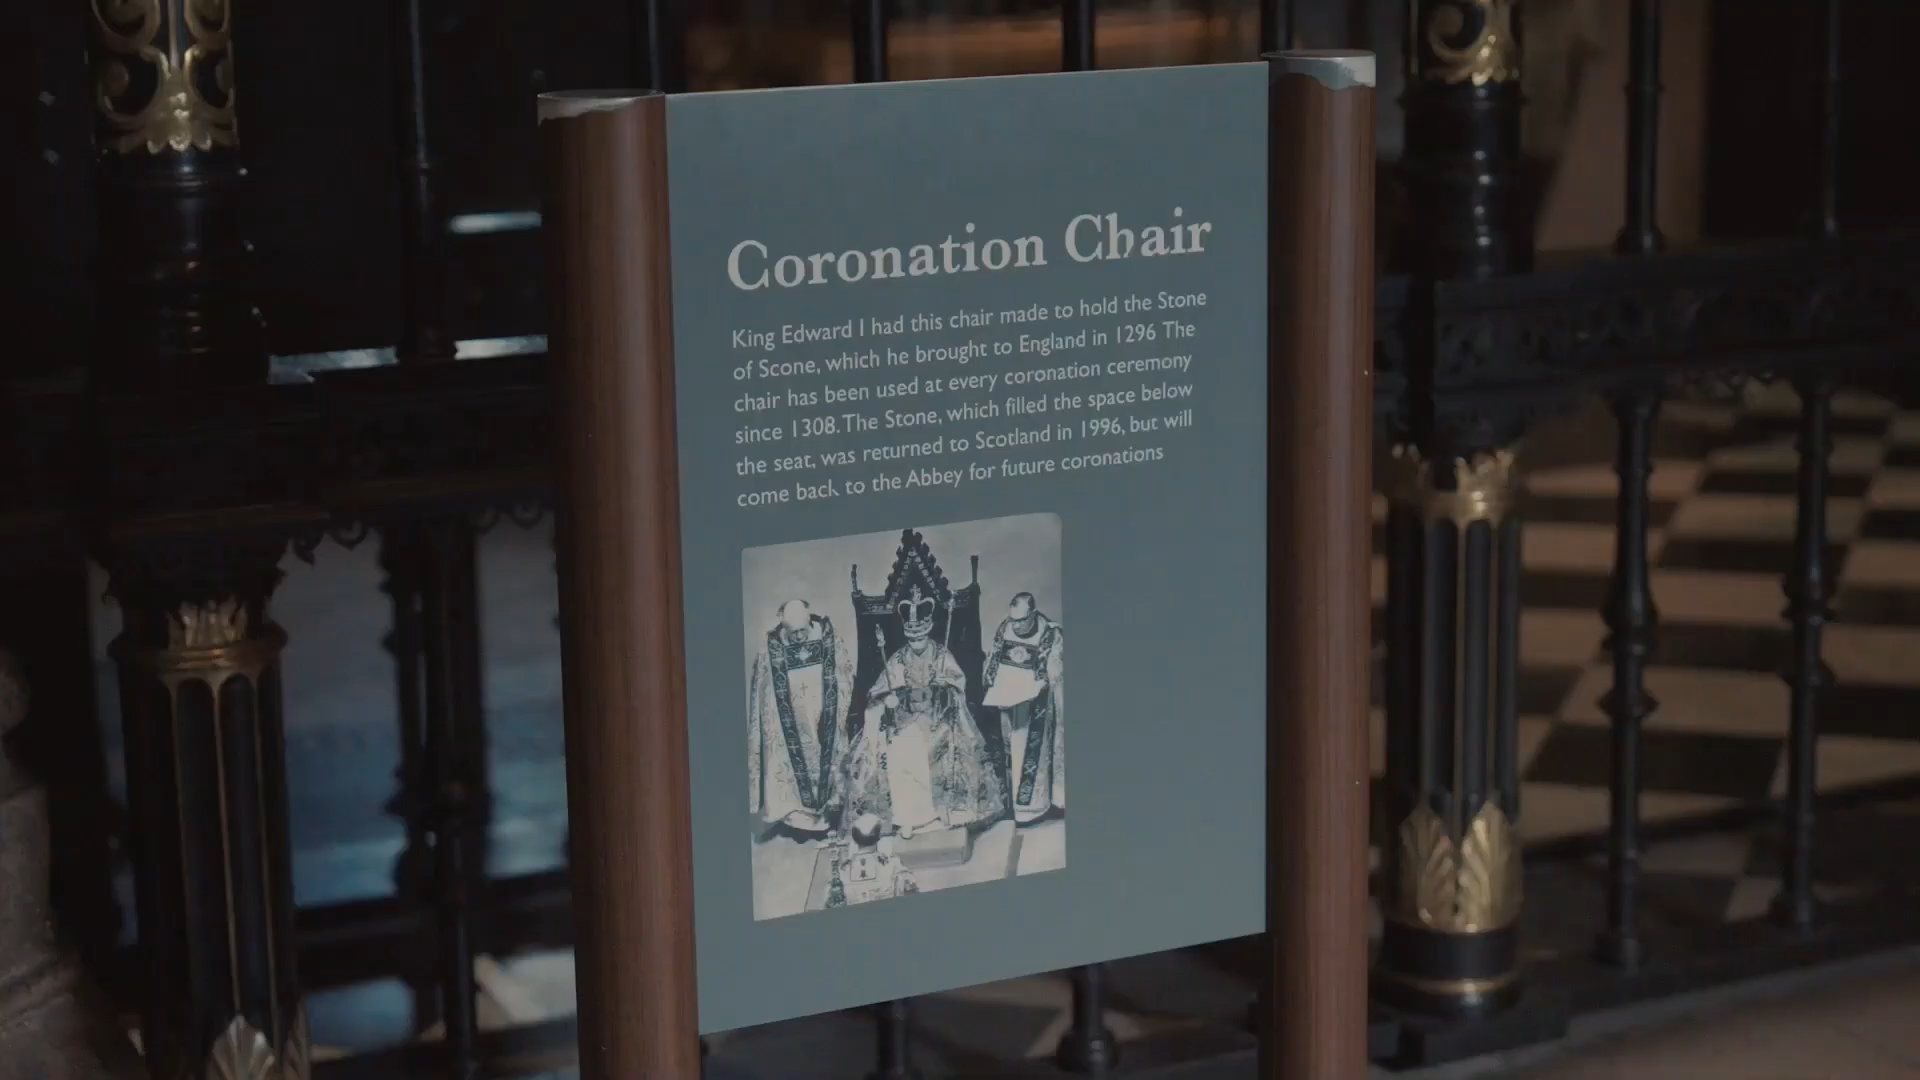 Coronation Chair
King Edward I had this chair made to hold the Stone
of Scone, which he brought to England in 1296 The
chair has been used at every coronation ceremony
since 1308. The Stone, which filled the space below
the seat, was returned to Scotland in 1996, but will
come back to the Abbey for future coronations